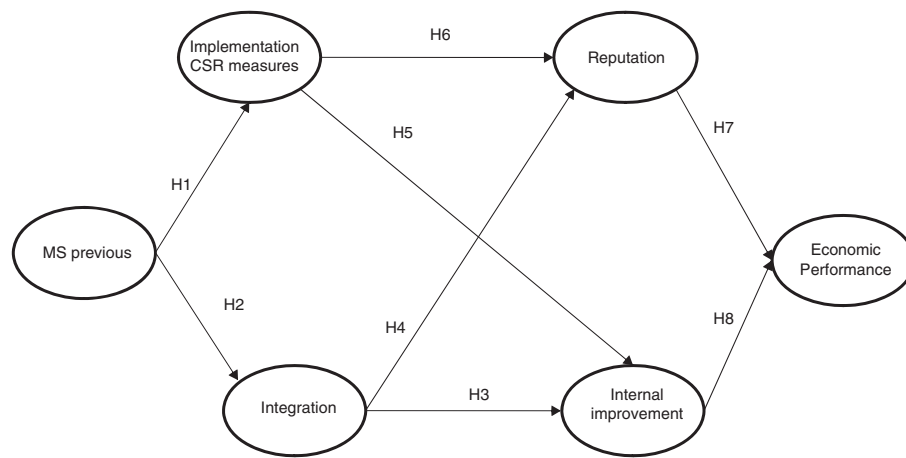 Implementation
CSR measures
H6
Reputation
H5
H7
H1
MS previous
Economic
Performance
H2
H4
H8
Integration
H3
Internal
improvement